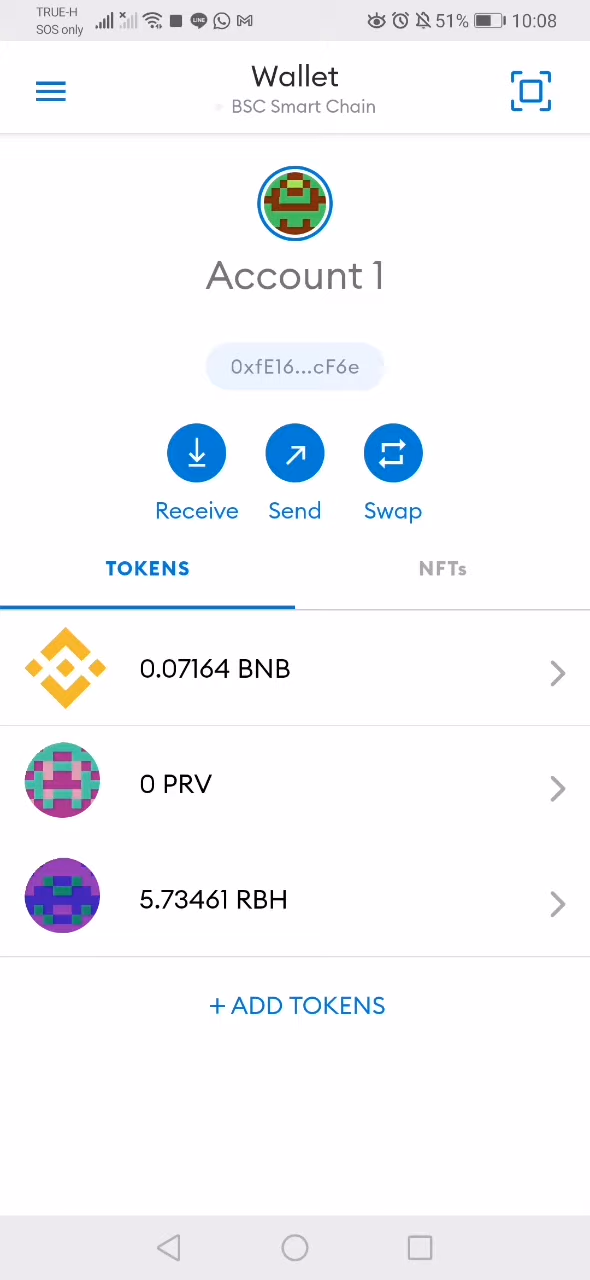 TRUE-H
SOS only
51% 10:08
Wallet
BSC Smart Chain
Account 1
0xfE16...cF6e
Receive Send Swap
TOKENS NFTs
0.07164 BNB
0 PRV
5.73461 RBH
+ ADD TOKENS